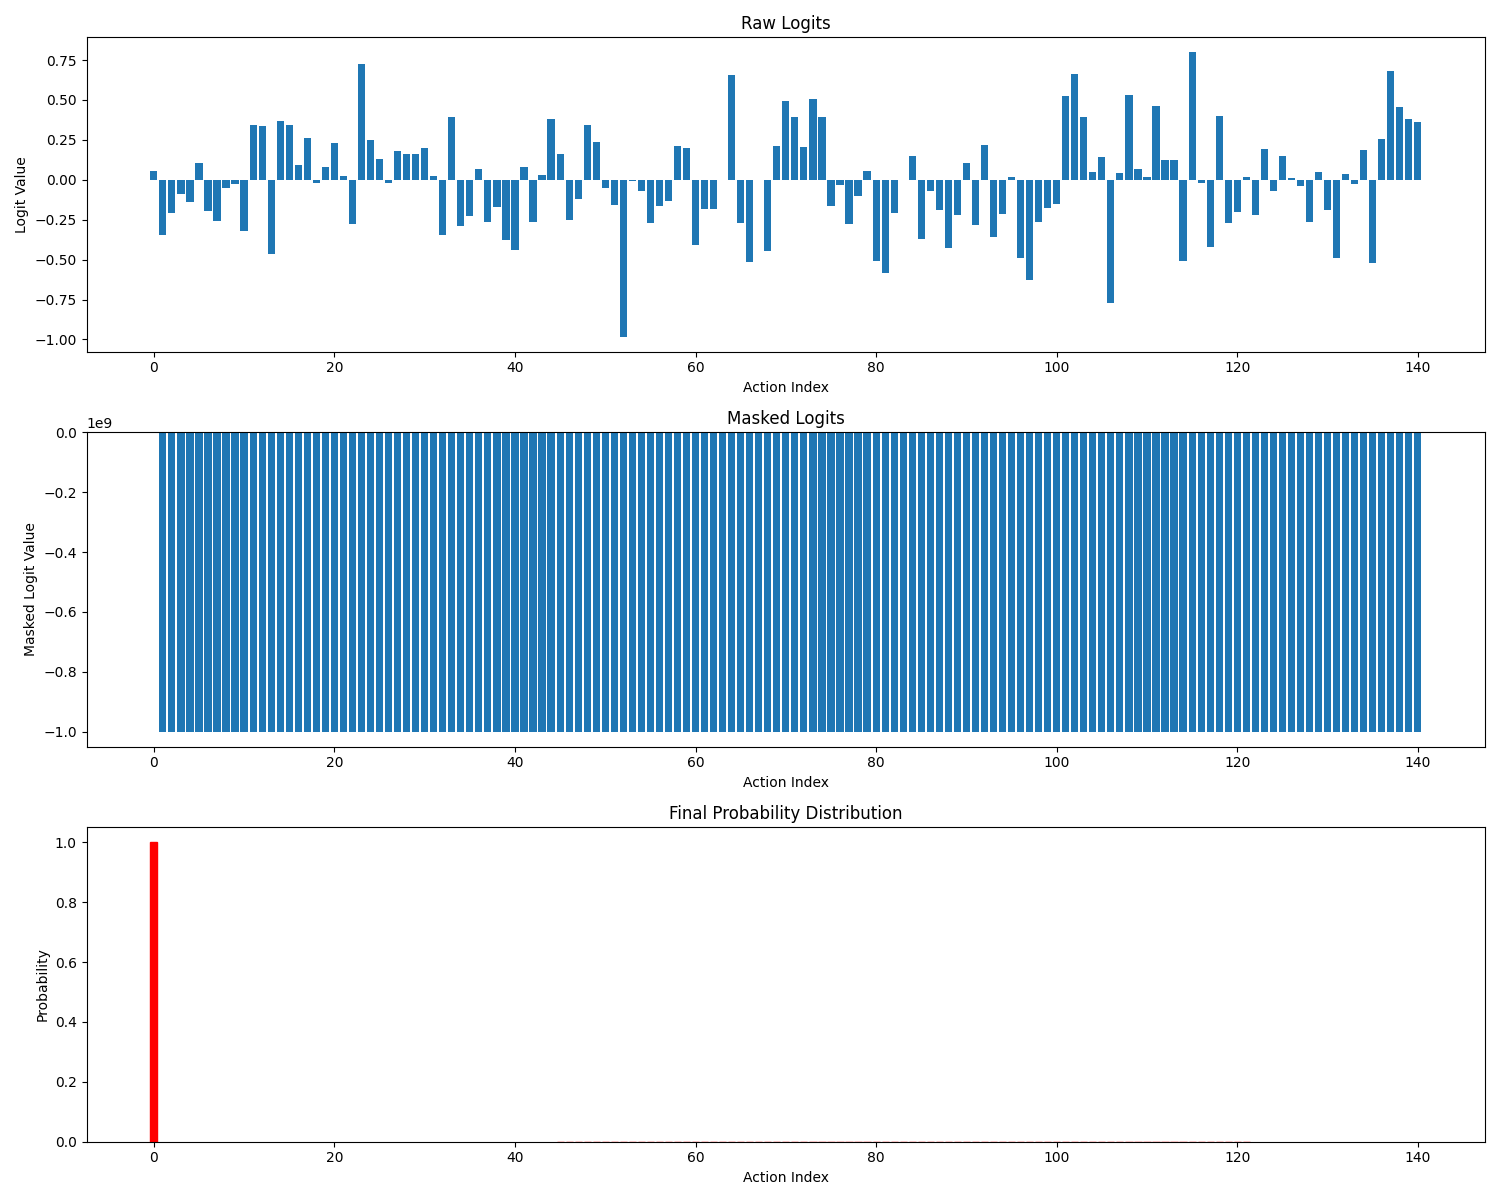 Raw Logits
0.75
0.50
0.25
0.00
−0.25
−0.50
−0.75
−1.00
Logit Value
0 20 40 60 80 100 120 140
Action Index
Masked Logits
1e9
0.0
−0.2
−0.4
−0.6
−0.8
−1.0
Masked Logit Value
0 20 40 60 80 100 120 140
Action Index
Final Probability Distribution
1.0
0.8
0.6
0.4
0.2
0.0
Probability
0 20 40 60 80 100 120 140
Action Index